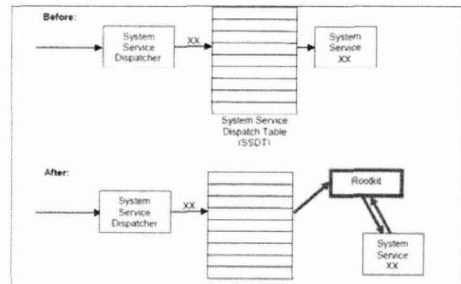 Before:
System
Service
Dispatcher
XX
System
Service
XX
System Service
Dispatch Table
(SSDT)
After:
System
Service
Dispatcher
XX
Rootkit
System
Service
XX